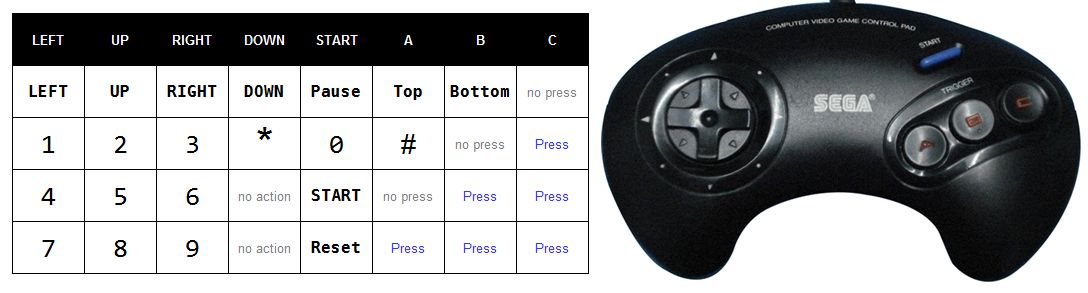 LEFT UP RIGHT DOWN START A B C
LEFT UP RIGHT DOWN Pause Top Bottom no press
1 2 3 * 0 # no press Press
4 5 6 no action START no press Press Press
7 8 9 no action Reset Press Press Press
COMPUTER VIDEO GAME CONTROL PAD
START
TRIGGER
SEGA®
A B C